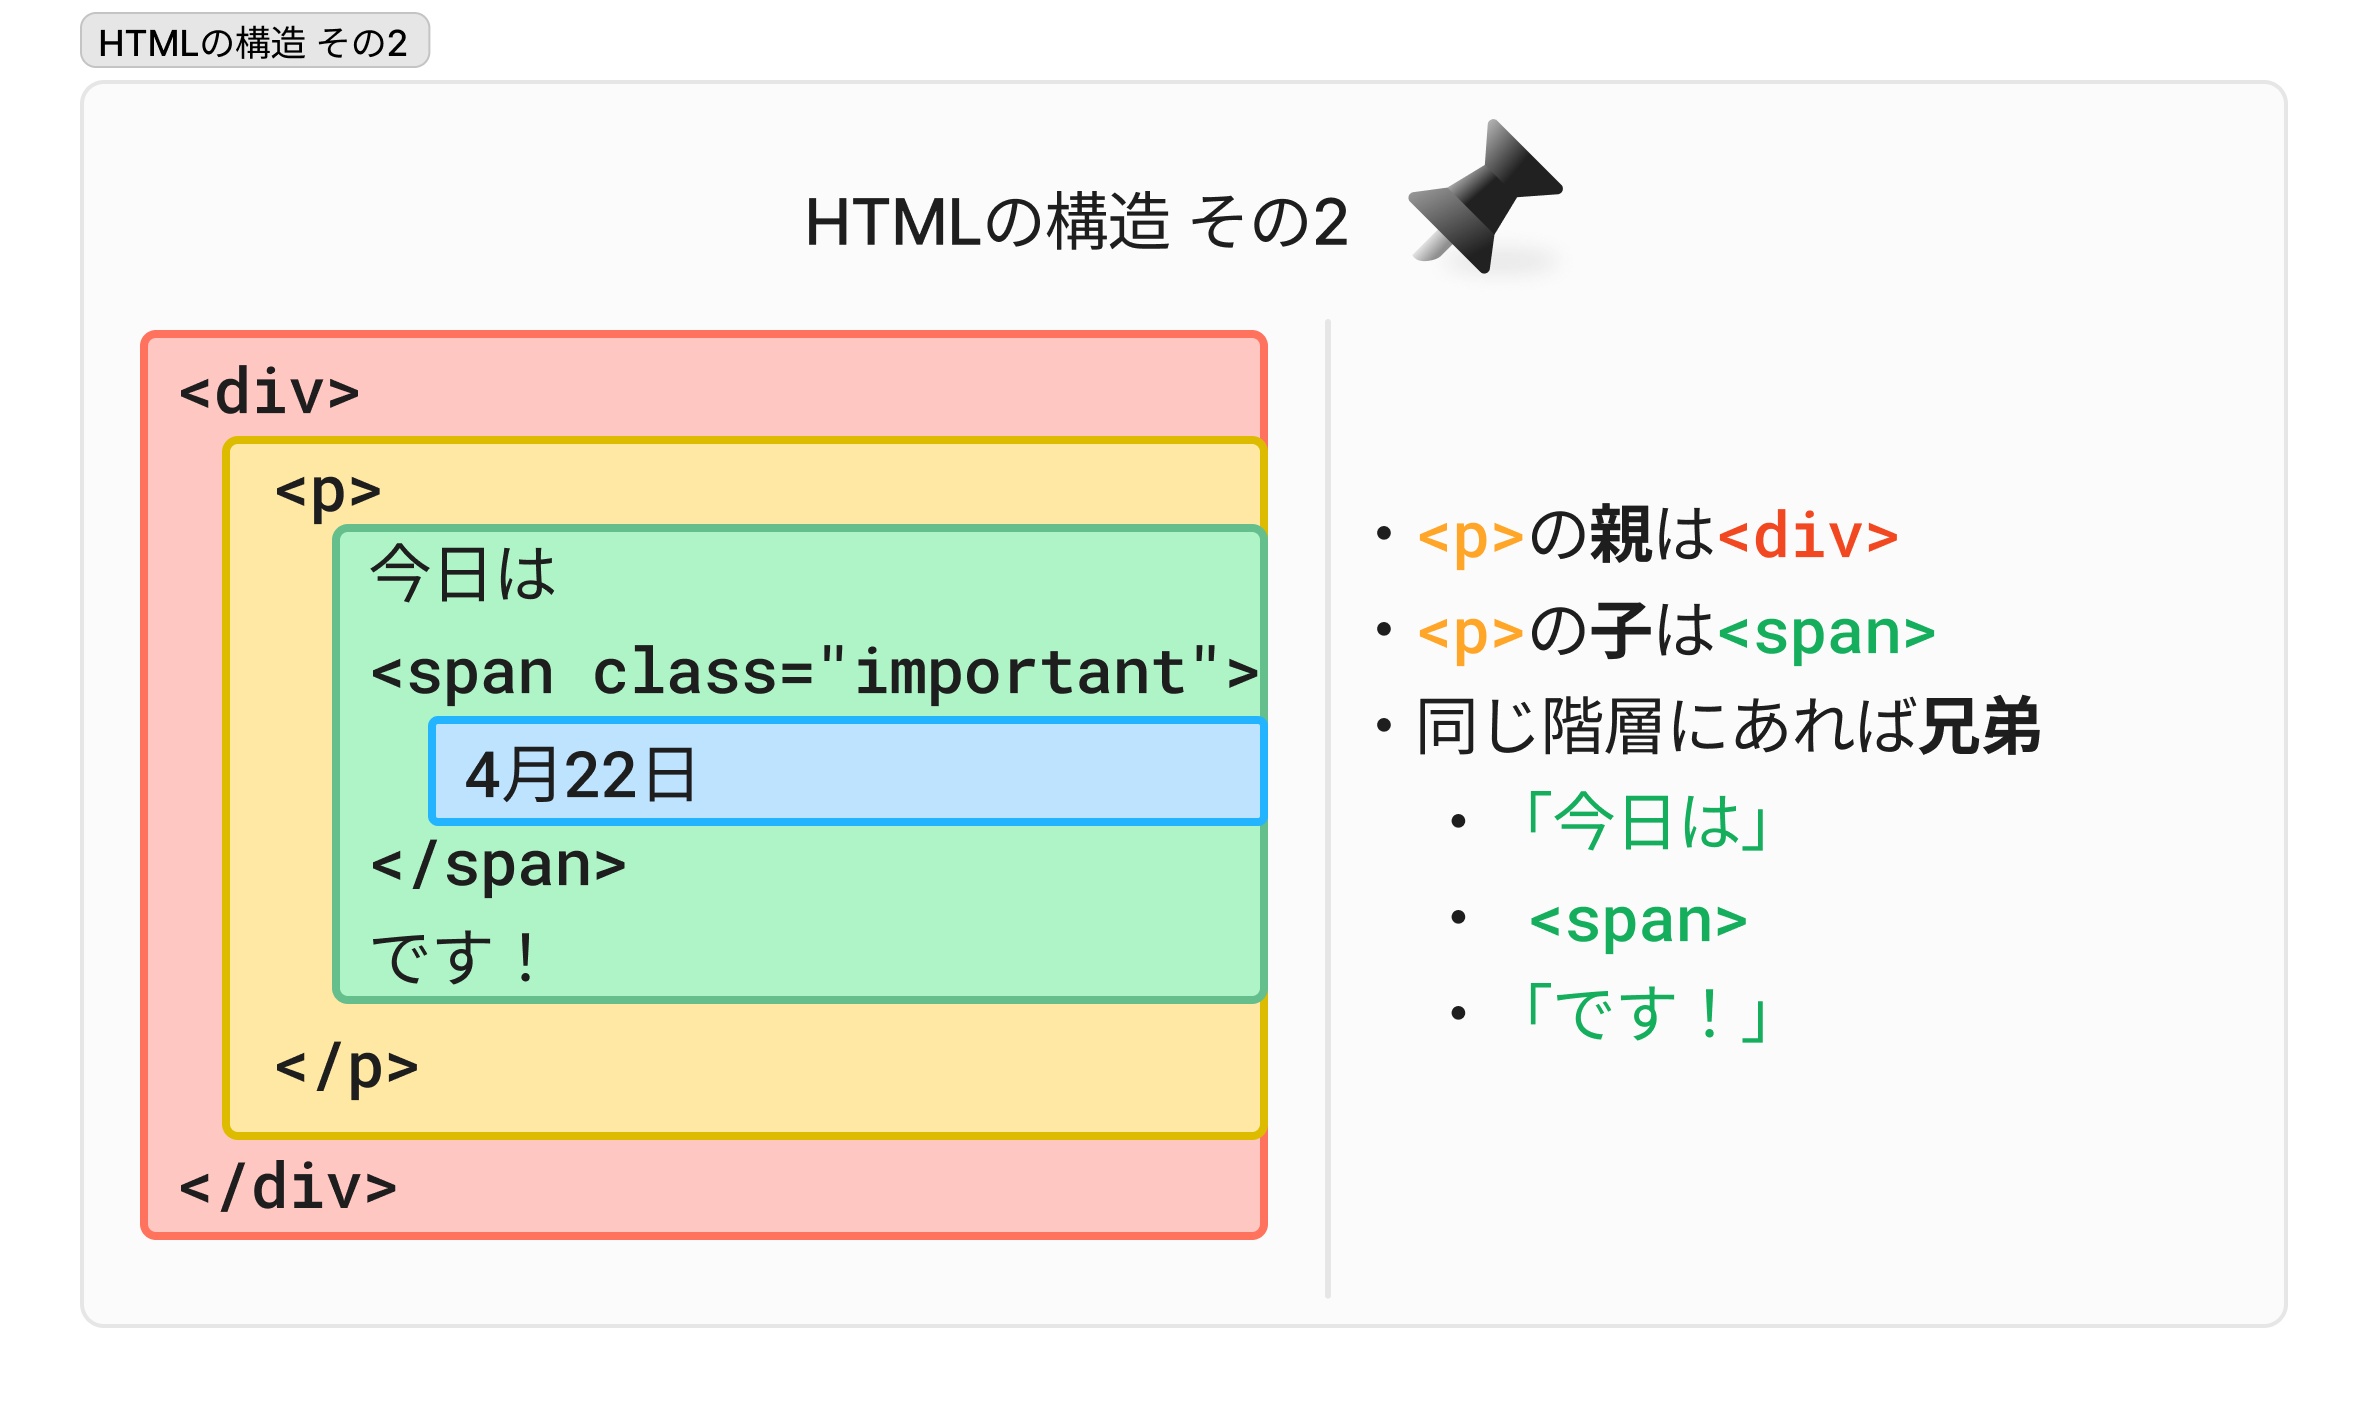 HTMLの構造 その2
HTMLの構造 その2
<div>
<p>
今日は
<span class="important">
4月22日
</span>
です！
</p>
</div>
・<p>の親は<div>
・<p>の子は<span>
・同じ階層にあれば兄弟
・「今日は」
・ <span>
・「です！」